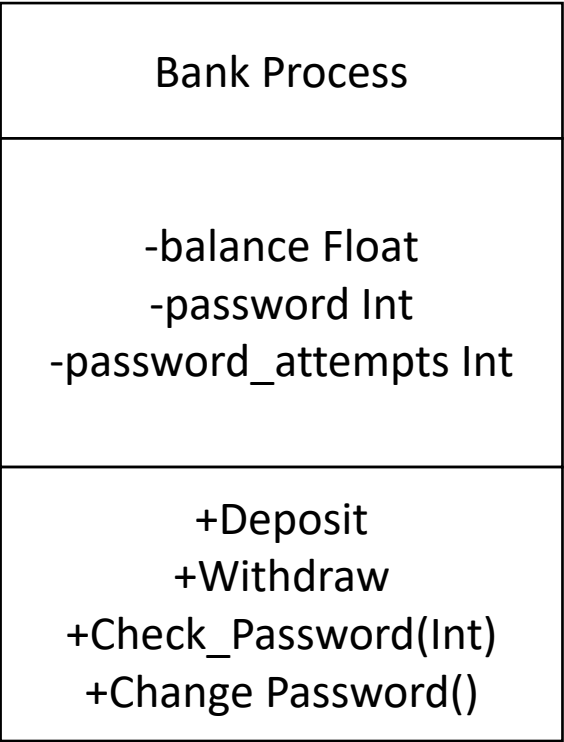 Bank Process
-balance Float
-password Int
-password_attempts Int
+Deposit
+Withdraw
+Check_Password(Int)
+Change Password()